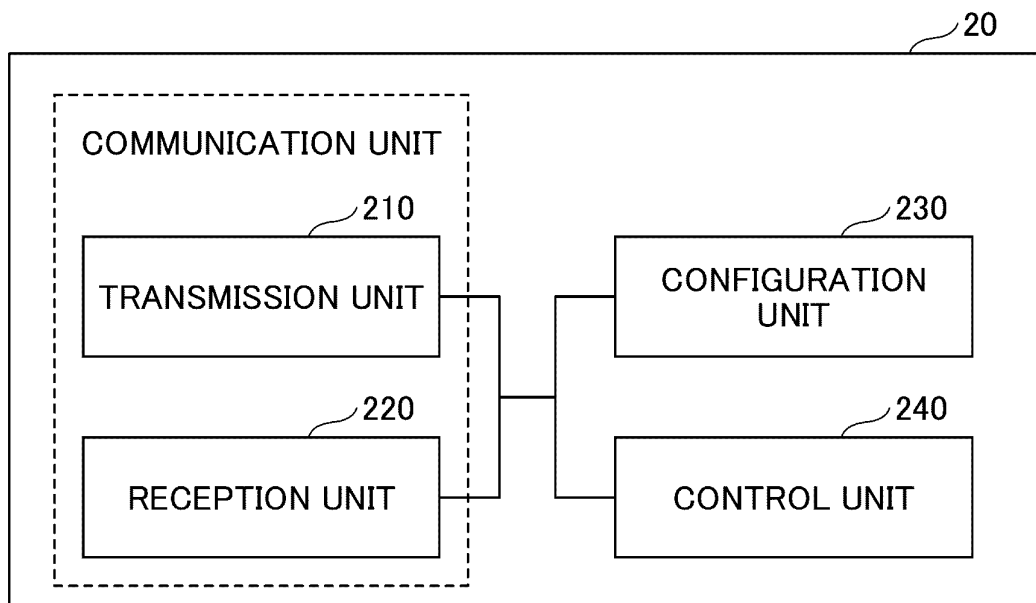 20
COMMUNICATION UNIT
210
TRANSMISSION UNIT
220
RECEPTION UNIT
230
CONFIGURATION
UNIT
240
CONTROL UNIT